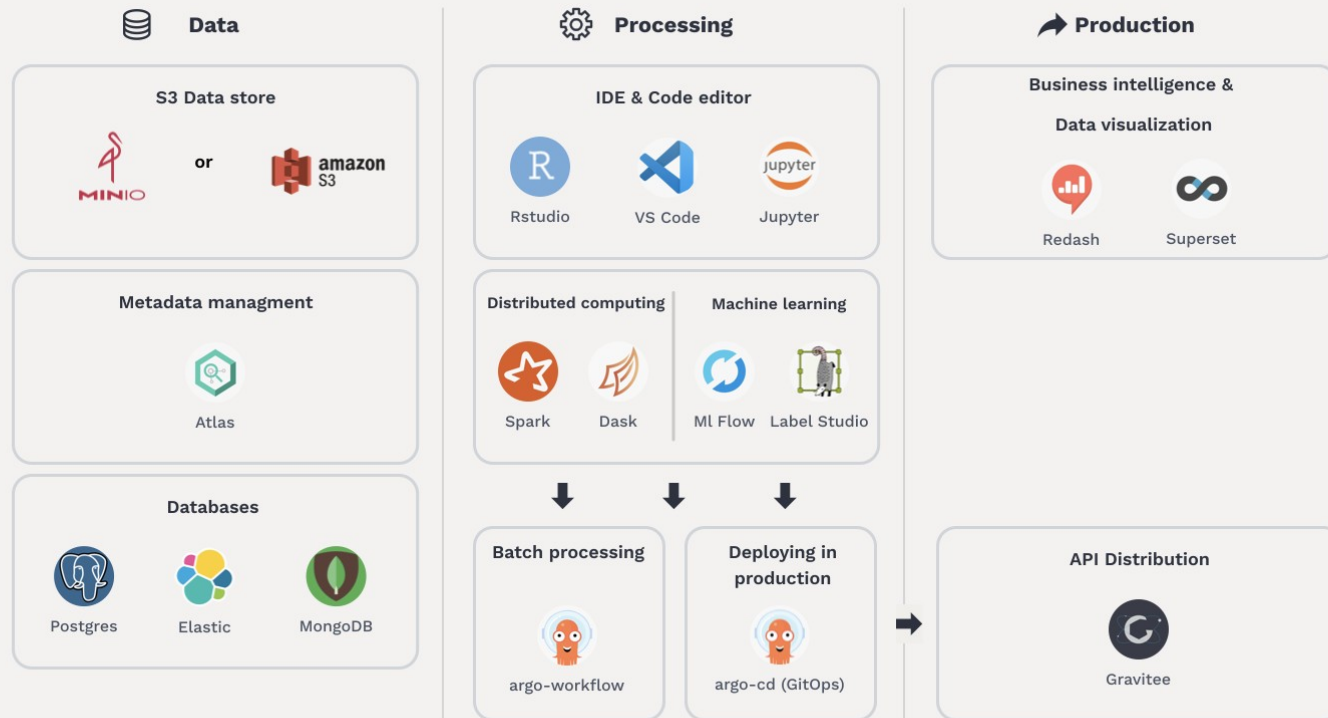 Data
S3 Data store
MINIO
or
amazon
S3
Metadata managment
Atlas
Databases
Postgres
Elastic
MongoDB
Processing
IDE & Code editor
R
Rstudio
VS Code
jupyter
Jupyter
Distributed computing
Spark
Dask
Machine learning
Ml Flow
Label Studio
Batch processing
argo-workflow
Deploying in
production
argo-cd (GitOps)
Production
Business intelligence &
Data visualization
Redash
Superset
API Distribution
Gravitee